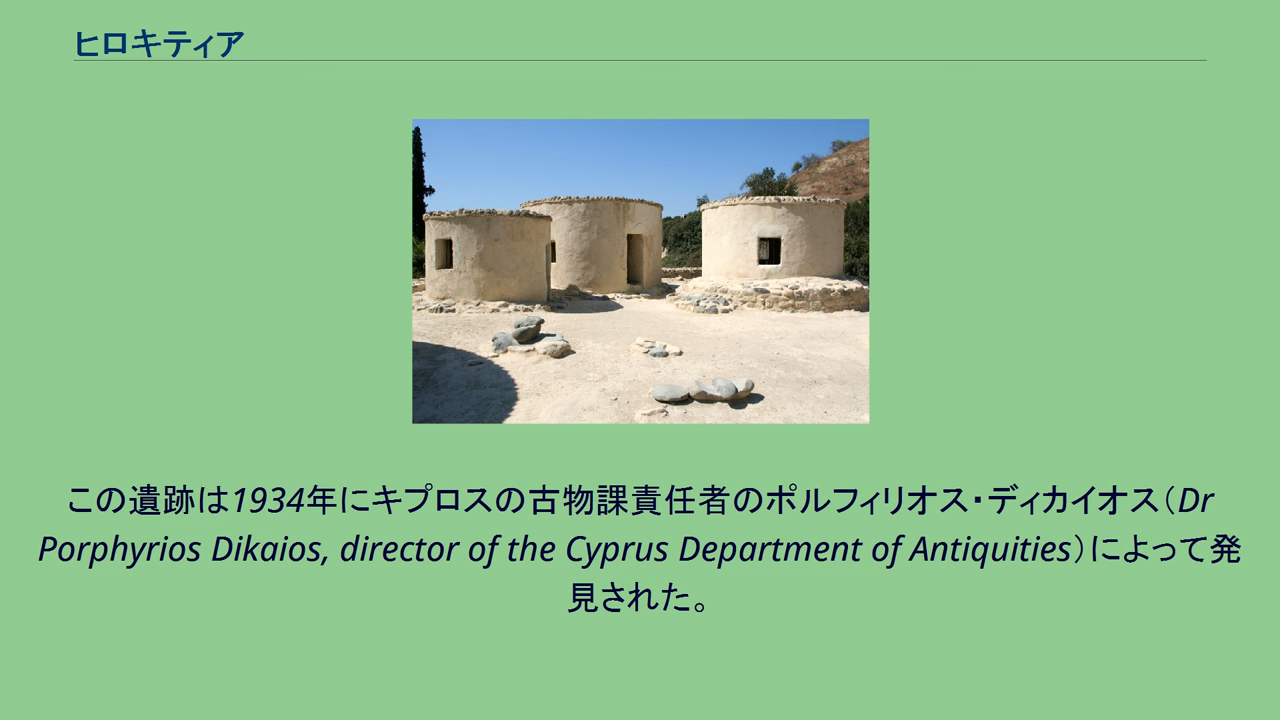 ヒロキティア
この遺跡は1934年にキプロスの古物課責任者のポルフィリオス・ディカイオス（Dr
Porphyrios Dikaios, director of the Cyprus Department of Antiquities）によって発
見された。